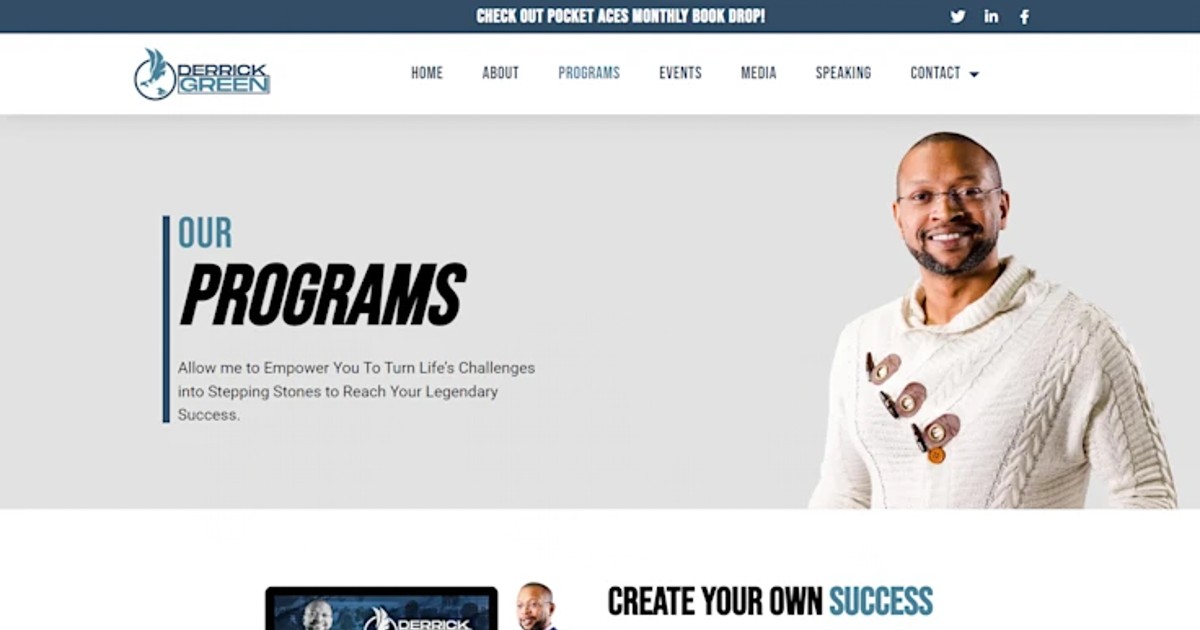 CHECK OUT POCKET ACES MONTHLY BOOK DROP!
DERRICK
GREEN
HOME ABOUT PROGRAMS EVENTS MEDIA SPEAKING CONTACT
OUR
PROGRAMS
Allow me to Empower You To Turn Life's Challenges
into Stepping Stones to Reach Your Legendary
Success.
CREATE YOUR OWN SUCCESS
DERRICK